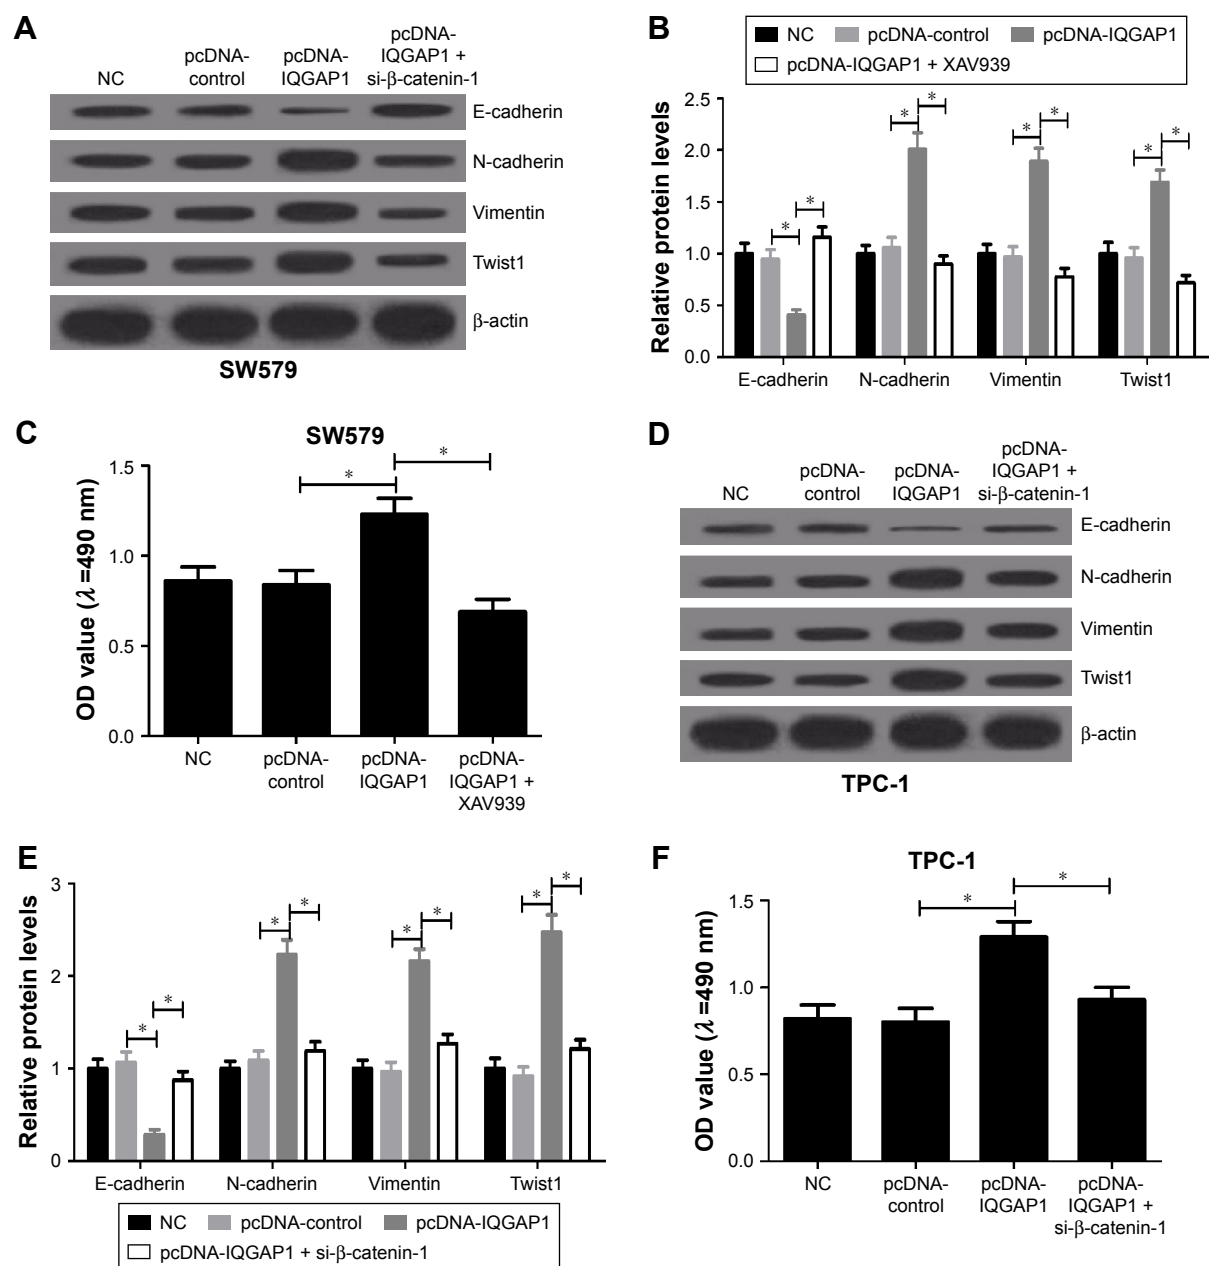 A
NC
pcDNA-
control
pcDNA-
IQGAP1
pcDNA-
IQGAP1 +
si-β-catenin-1
E-cadherin
N-cadherin
Vimentin
Twist1
β-actin
SW579
B
NC pcDNA-control pcDNA-IQGAP1
pcDNA-IQGAP1 + XAV939
Relative protein levels
2.5
2.0
1.5
1.0
0.5
0.0
* * * * * * * *
E-cadherin N-cadherin Vimentin Twist1
C
SW579
OD value (λ=490 nm)
1.5
1.0
0.5
0.0
* *
NC
pcDNA-
control
pcDNA-
IQGAP1
pcDNA-
IQGAP1 +
XAV939
D
NC
pcDNA-
control
pcDNA-
IQGAP1
pcDNA-
IQGAP1 +
si-β-catenin-1
E-cadherin
N-cadherin
Vimentin
Twist1
β-actin
TPC-1
E
Relative protein levels
3
2
1
0
* * * * * * * *
E-cadherin N-cadherin Vimentin Twist1
NC pcDNA-control pcDNA-IQGAP1
pcDNA-IQGAP1 + si-β-catenin-1
F
TPC-1
OD value (λ=490 nm)
1.5
1.0
0.5
0.0
* *
NC
pcDNA-
control
pcDNA-
IQGAP1
pcDNA-
IQGAP1 +
si-β-catenin-1